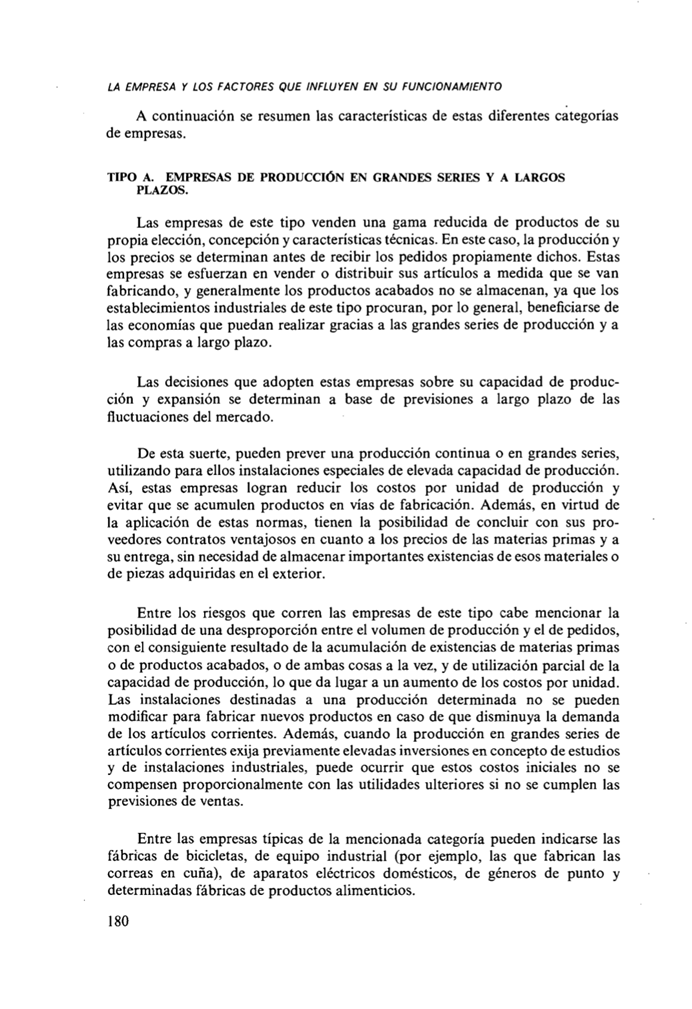 LA EMPRESA Y LOS FACTORES QUE INFLUYEN EN SU FUNCIONAMIENTO
A continuación se resumen las características de estas diferentes categorías
de empresas.
TIPO A. EMPRESAS DE PRODUCCIÓN EN GRANDES SERIES Y A LARGOS
PLAZOS.
Las empresas de este tipo venden una gama reducida de productos de su
propia elección, concepción y características técnicas. En este caso, la producción y
los precios se determinan antes de recibir los pedidos propiamente dichos. Estas
empresas se esfuerzan en vender o distribuir sus artículos a medida que se van
fabricando, y generalmente los productos acabados no se almacenan, ya que los
establecimientos industriales de este tipo procuran, por lo general, beneficiarse de
las economías que puedan realizar gracias a las grandes series de producción y a
las compras a largo plazo.
Las decisiones que adopten estas empresas sobre su capacidad de produc-
ción y expansión se determinan a base de previsiones a largo plazo de las
fluctuaciones del mercado.
De esta suerte, pueden prever una producción continua o en grandes series,
utilizando para ellos instalaciones especiales de elevada capacidad de producción.
Así, estas empresas logran reducir los costos por unidad de producción y
evitar que se acumulen productos en vías de fabricación. Además, en virtud de
la aplicación de estas normas, tienen la posibilidad de concluir con sus pro-
veedores contratos ventajosos en cuanto a los precios de las materias primas y a
su entrega, sin necesidad de almacenar importantes existencias de esos materiales o
de piezas adquiridas en el exterior.
Entre los riesgos que corren las empresas de este tipo cabe mencionar la
posibilidad de una desproporción entre el volumen de producción y el de pedidos,
con el consiguiente resultado de la acumulación de existencias de materias primas
o de productos acabados, o de ambas cosas a la vez, y de utilización parcial de la
capacidad de producción, lo que da lugar a un aumento de los costos por unidad.
Las instalaciones destinadas a una producción determinada no se pueden
modificar para fabricar nuevos productos en caso de que disminuya la demanda
de los artículos corrientes. Además, cuando la producción en grandes series de
artículos corrientes exija previamente elevadas inversiones en concepto de estudios
y de instalaciones industriales, puede ocurrir que estos costos iniciales no se
compensen proporcionalmente con las utilidades ulteriores si no se cumplen las
previsiones de ventas.
Entre las empresas típicas de la mencionada categoría pueden indicarse las
fábricas de bicicletas, de equipo industrial (por ejemplo, las que fabrican las
correas en cuña), de aparatos eléctricos domésticos, de géneros de punto y
determinadas fábricas de productos alimenticios.
180